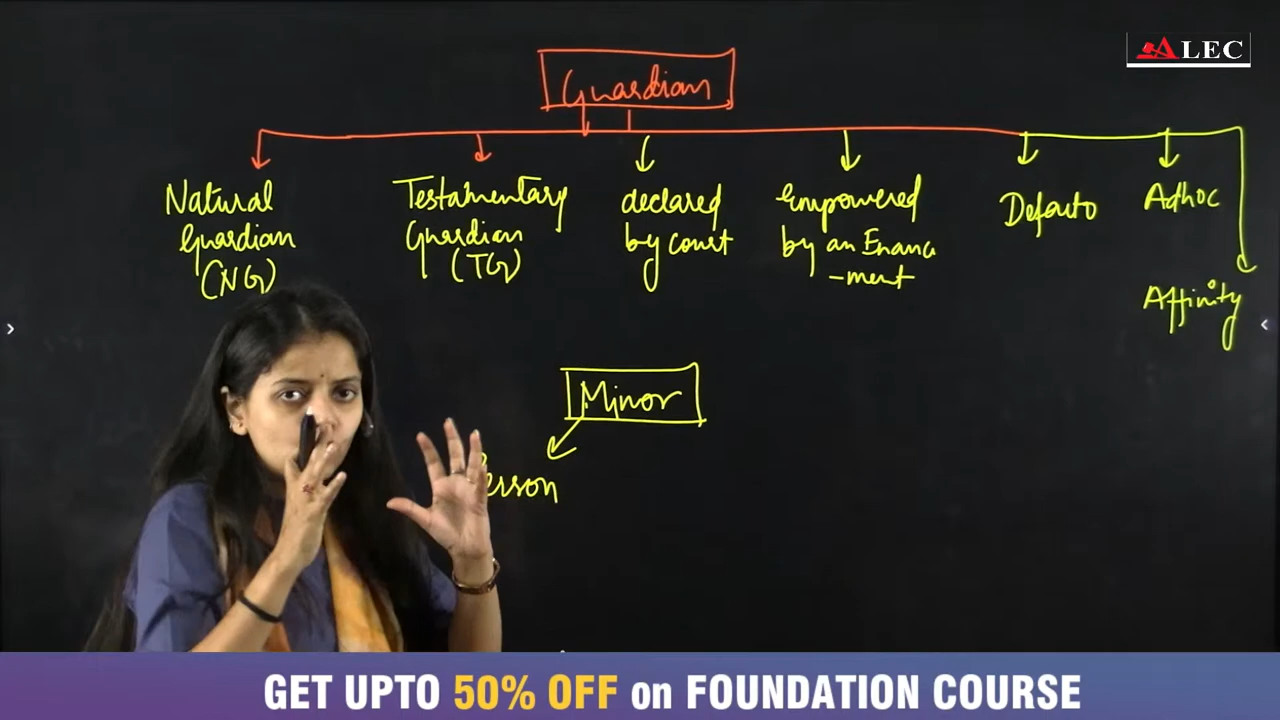 ALEC
Guardian
Natural
Guardian
(NG)
Testamentary
Guardian
(TG)
declared
by court
Empowered
by an Enanc
-ment
Defacto
Adhoc
Affinity
Minor
Person
GET UPTO 50% OFF on FOUNDATION COURSE